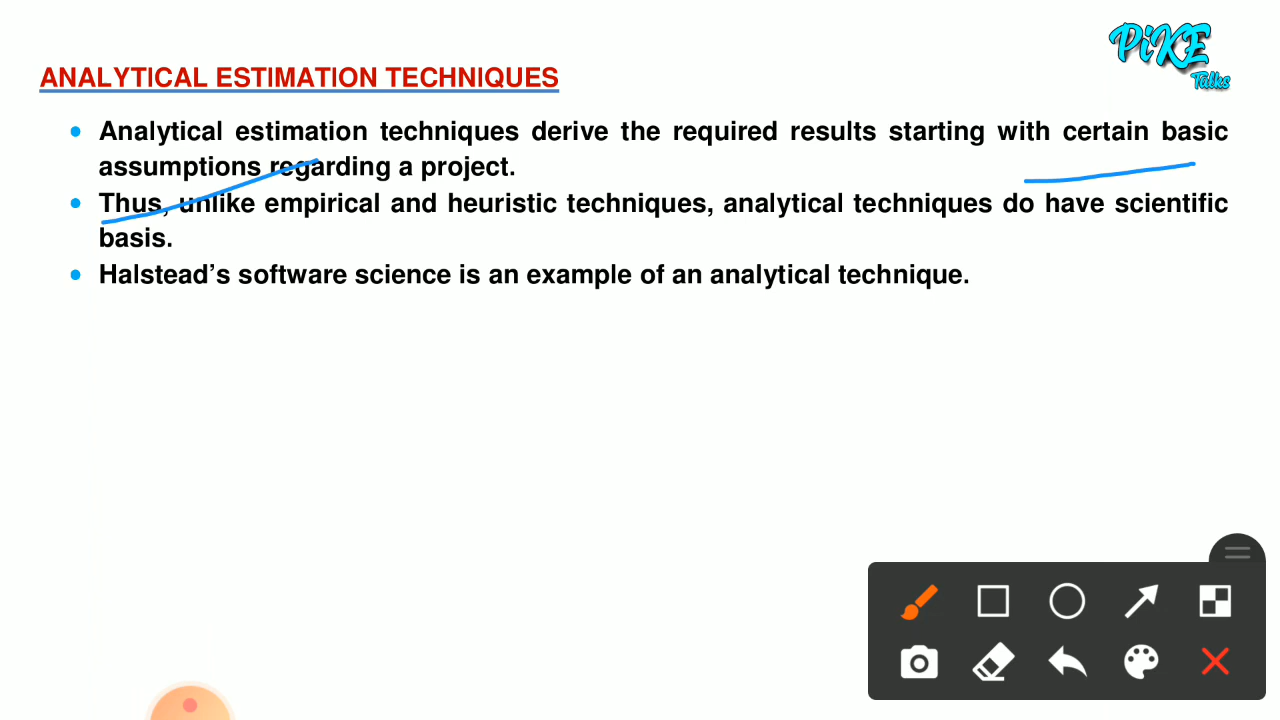 PiKE
Talks
ANALYTICAL ESTIMATION TECHNIQUES
Analytical estimation techniques derive the required results starting with certain basic
assumptions regarding a project.
Thus, unlike empirical and heuristic techniques, analytical techniques do have scientific
basis.
Halstead’s software science is an example of an analytical technique.